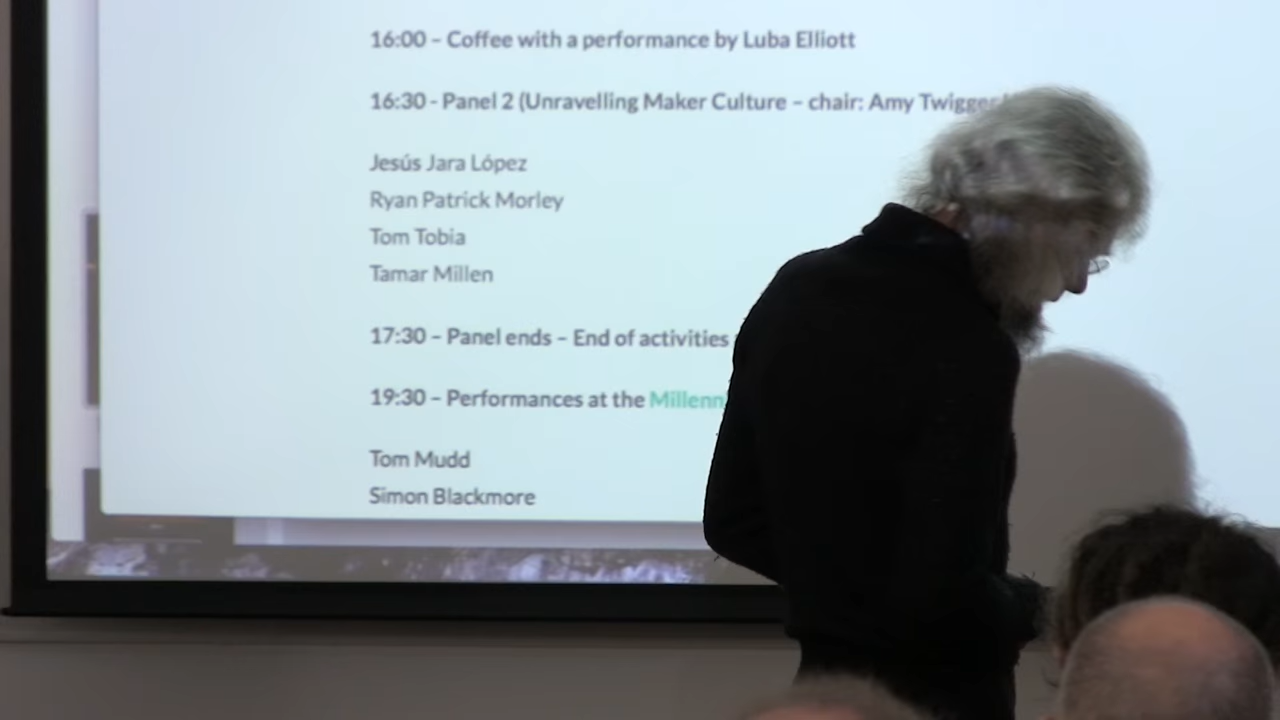 16:00 – Coffee with a performance by Luba Elliott
16:30 - Panel 2 (Unravelling Maker Culture – chair: Amy Twigger
Jesús Jara López
Ryan Patrick Morley
Tom Tobia
Tamar Millen
17:30 – Panel ends – End of activities
19:30 – Performances at the Millenn
Tom Mudd
Simon Blackmore